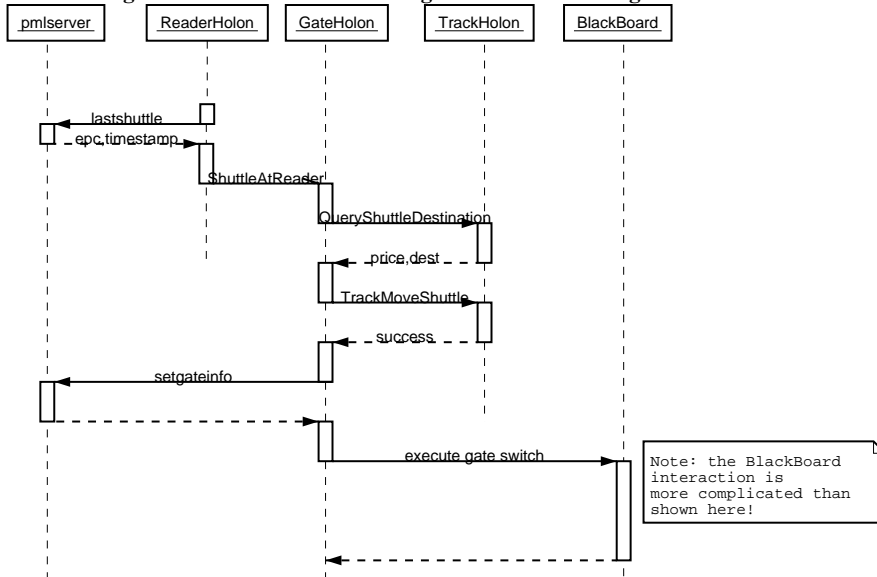 pmlserver
ReaderHolon
GateHolon
TrackHolon
BlackBoard
lastshuttle
epc,timestamp
ShuttleAtReader
QueryShuttleDestination
price,dest
TrackMoveShuttle
success
setgateinfo
execute gate switch
Note: the BlackBoard
interaction is
more complicated than
shown here!